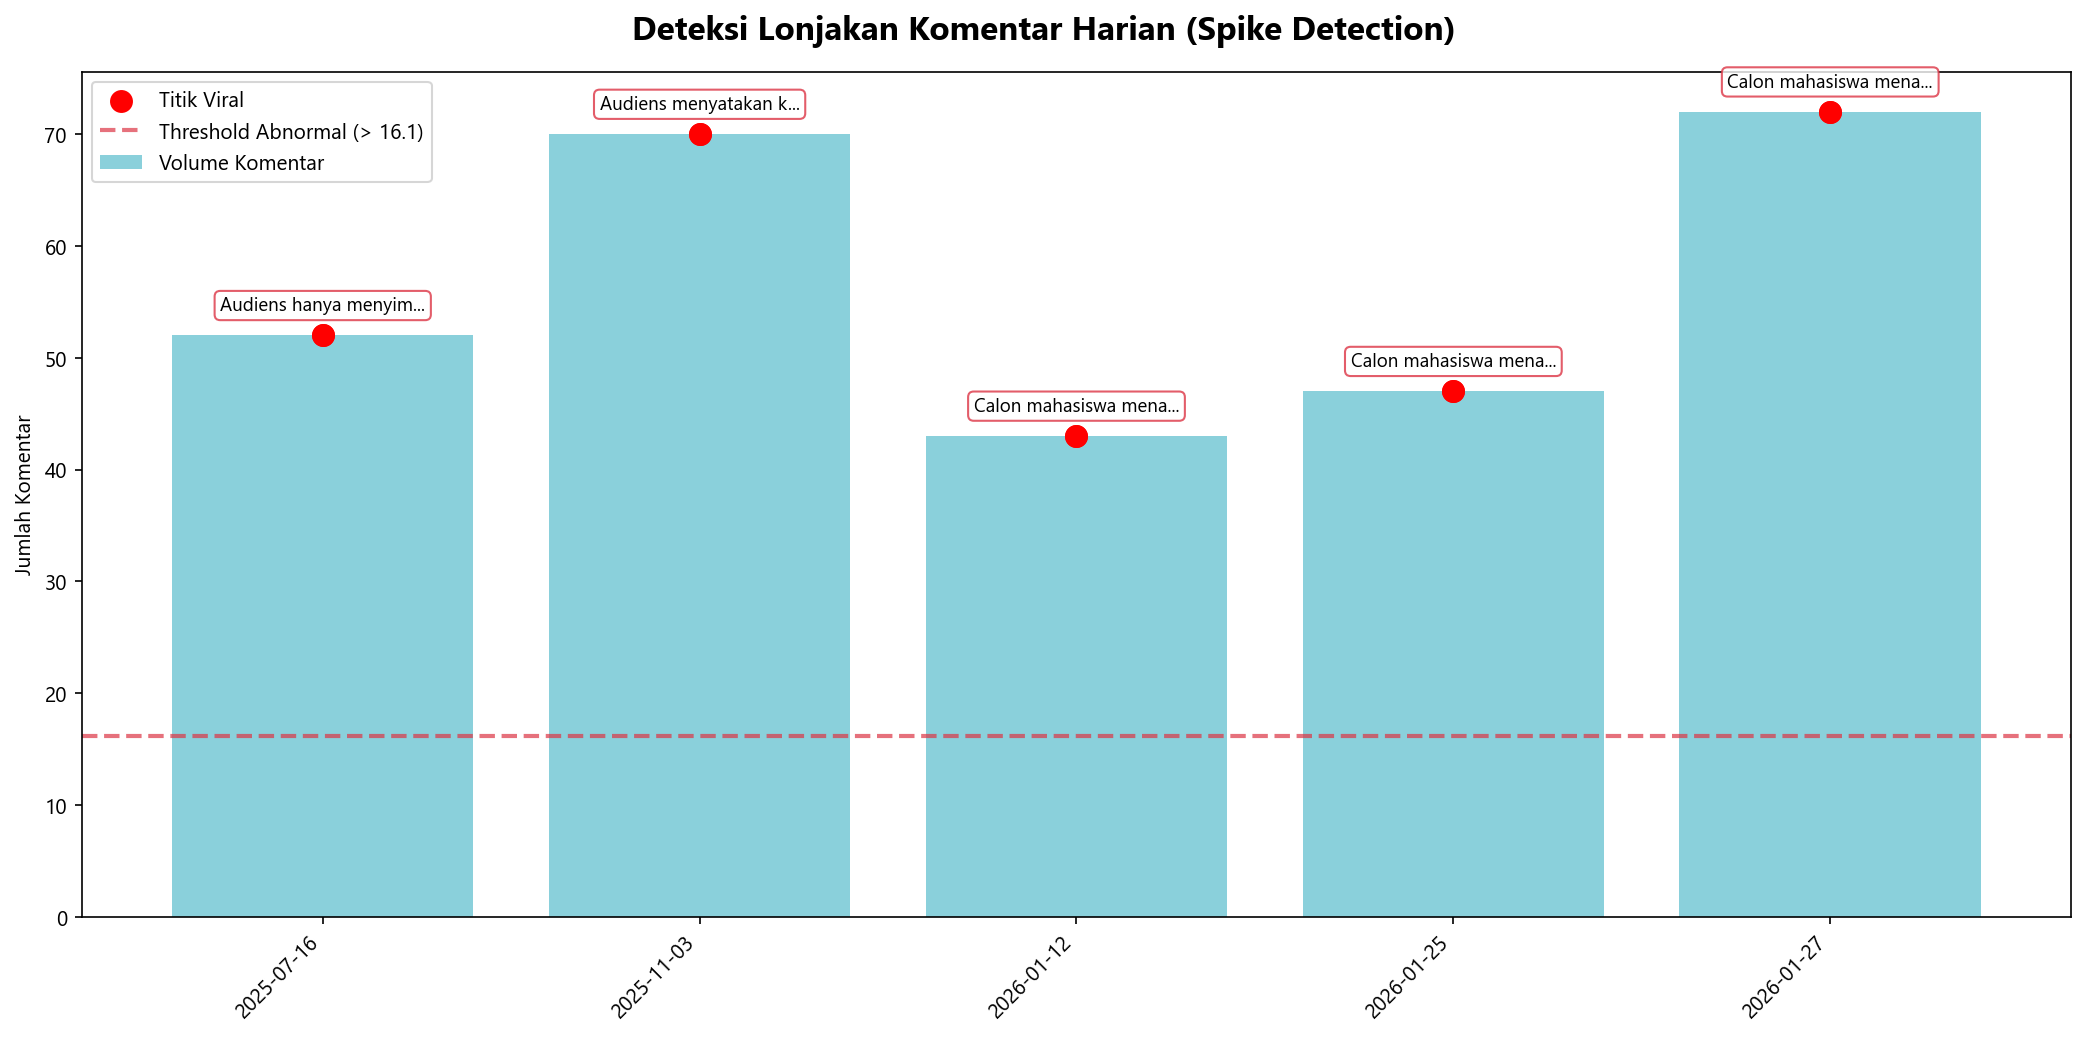 Deteksi Lonjakan Komentar Harian (Spike Detection)
Titik Viral
Threshold Abnormal (> 16.1)
Volume Komentar
Audiens hanya menyim...
Audiens menyatakan k...
Calon mahasiswa mena...
Calon mahasiswa mena...
Calon mahasiswa mena...
Jumlah Komentar
70
60
50
40
30
20
10
0
2025-07-16
2025-11-03
2026-01-12
2026-01-25
2026-01-27